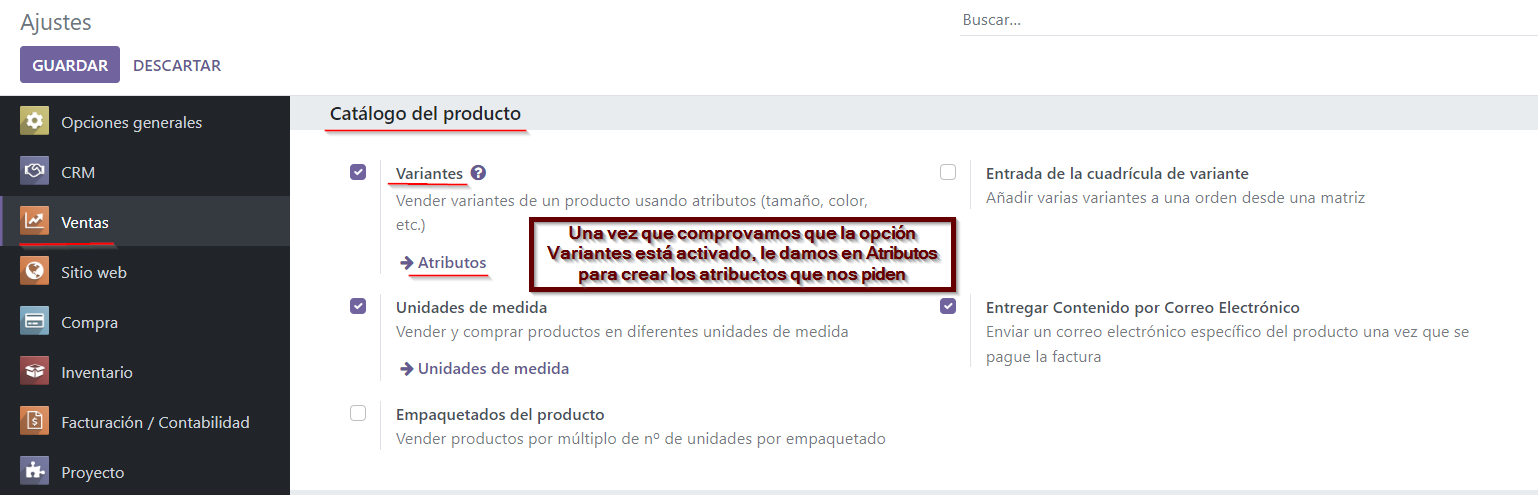 Ajustes
Buscar...
GUARDAR DESCARTAR
Opciones generales
CRM
Ventas
Sitio web
Compra
Inventario
Facturación / Contabilidad
Proyecto
Catálogo del producto
Variantes ?
Vender variantes de un producto usando atributos (tamaño, color,
etc.)
Atributos
Una vez que comprovamos que la opción
Variantes está activado, le damos en Atributos
para crear los atribuctos que nos piden
Entrada de la cuadrícula de variante
Añadir varias variantes a una orden desde una matriz
Unidades de medida
Vender y comprar productos en diferentes unidades de medida
Unidades de medida
Entregar Contenido por Correo Electrónico
Enviar un correo electrónico específico del producto una vez que se
pague la factura
Empaquetados del producto
Vender productos por múltiplo de nº de unidades por empaquetado